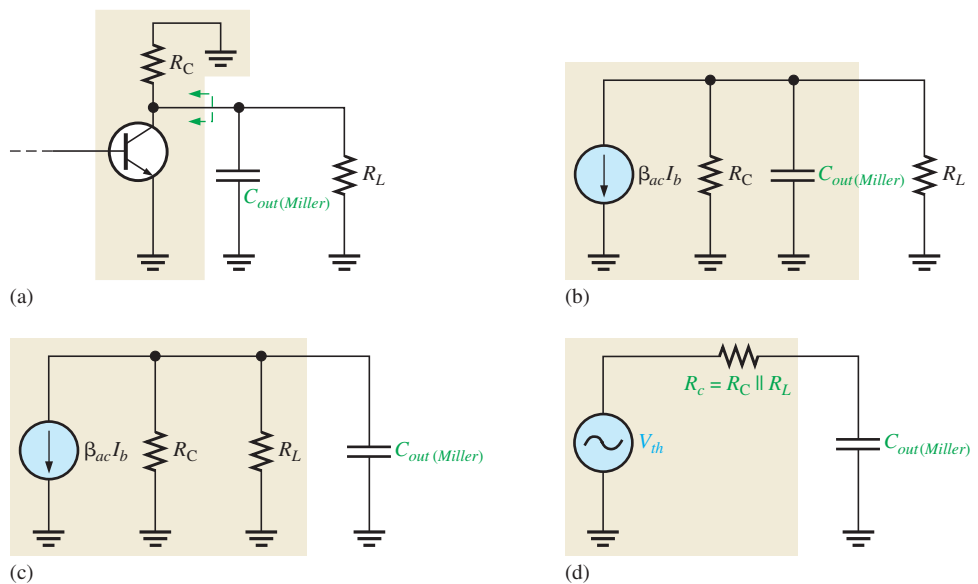 R_C
C_out(Miller)
R_L
(a)
β_ac I_b
R_C
C_out(Miller)
R_L
(b)
β_ac I_b
R_C
R_L
C_out(Miller)
(c)
R_c = R_C || R_L
V_th
C_out(Miller)
(d)